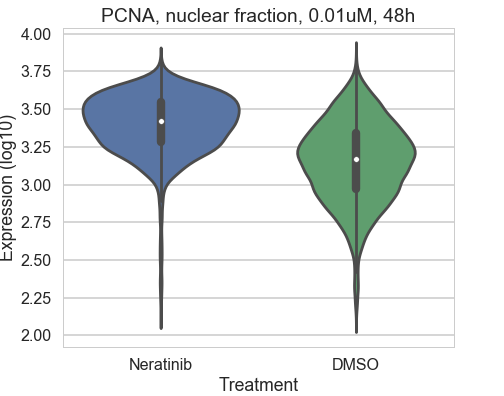 PCNA, nuclear fraction, 0.01uM, 48h
Expression (log10)
4.00
3.75
3.50
3.25
3.00
2.75
2.50
2.25
2.00
Neratinib DMSO
Treatment